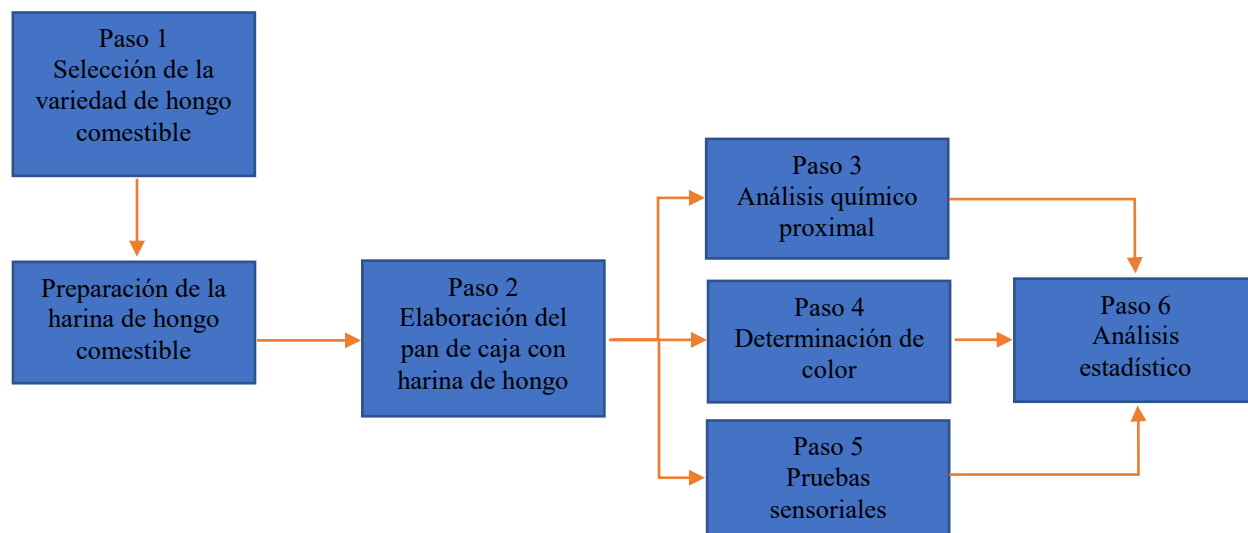 Paso 1
Selección de la
variedad de hongo
comestible
Preparación de la
harina de hongo
comestible
Paso 2
Elaboración del
pan de caja con
harina de hongo
Paso 3
Análisis químico
proximal
Paso 4
Determinación de
color
Paso 5
Pruebas
sensoriales
Paso 6
Análisis
estadístico